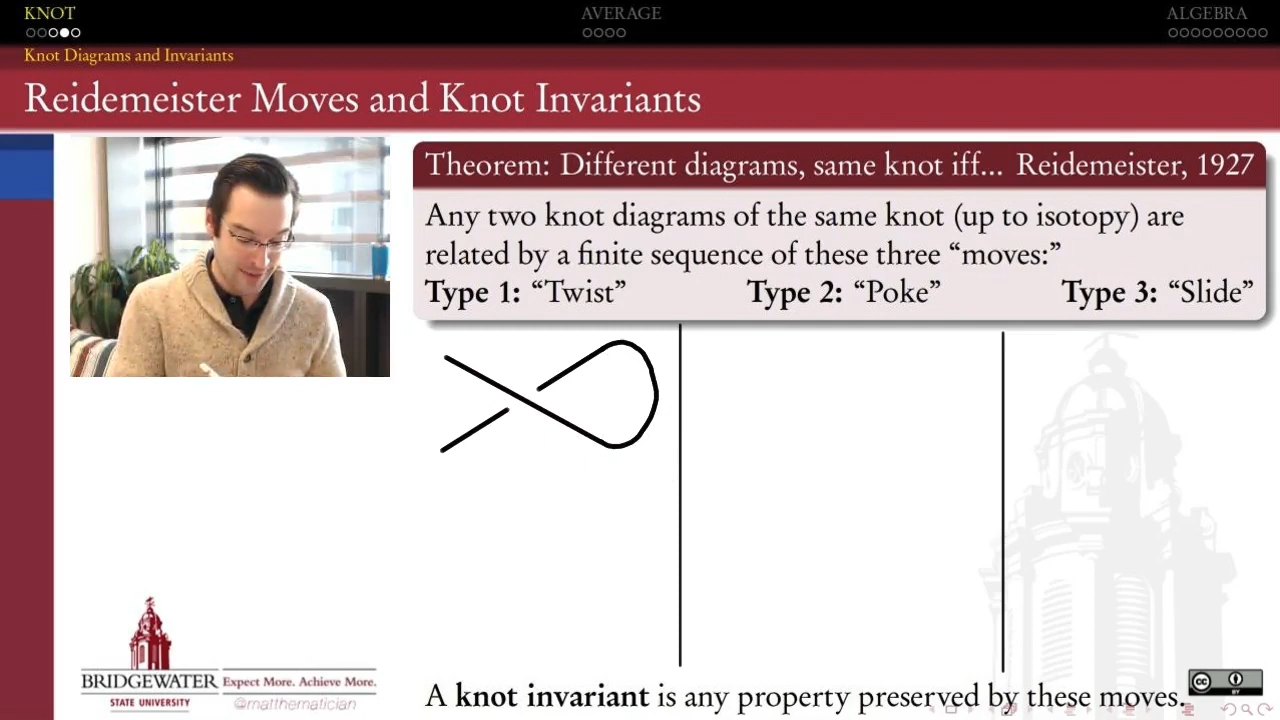 KNOT AVERAGE ALGEBRA
Knot Diagrams and Invariants
Reidemeister Moves and Knot Invariants
Theorem: Different diagrams, same knot iff... Reidemeister, 1927
Any two knot diagrams of the same knot (up to isotopy) are
related by a finite sequence of these three “moves:”
Type 1: “Twist” Type 2: “Poke” Type 3: “Slide”
BRIDGEWATER
STATE UNIVERSITY
Expect More. Achieve More.
@matthematician
A knot invariant is any property preserved by these moves.
CC
BY